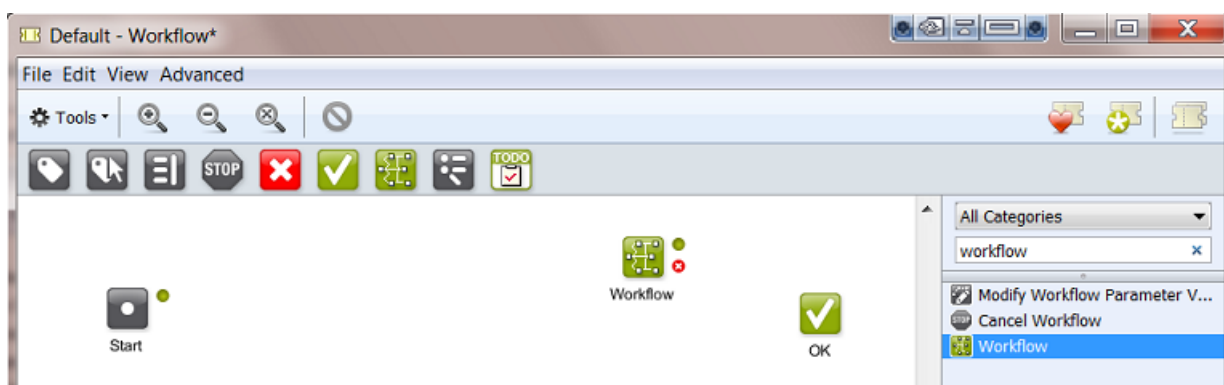 Default - Workflow*
File Edit View Advanced
Tools
STOP
TODO
All Categories
workflow
Workflow
Modify Workflow Parameter V...
STOP Cancel Workflow
Workflow
Start
OK